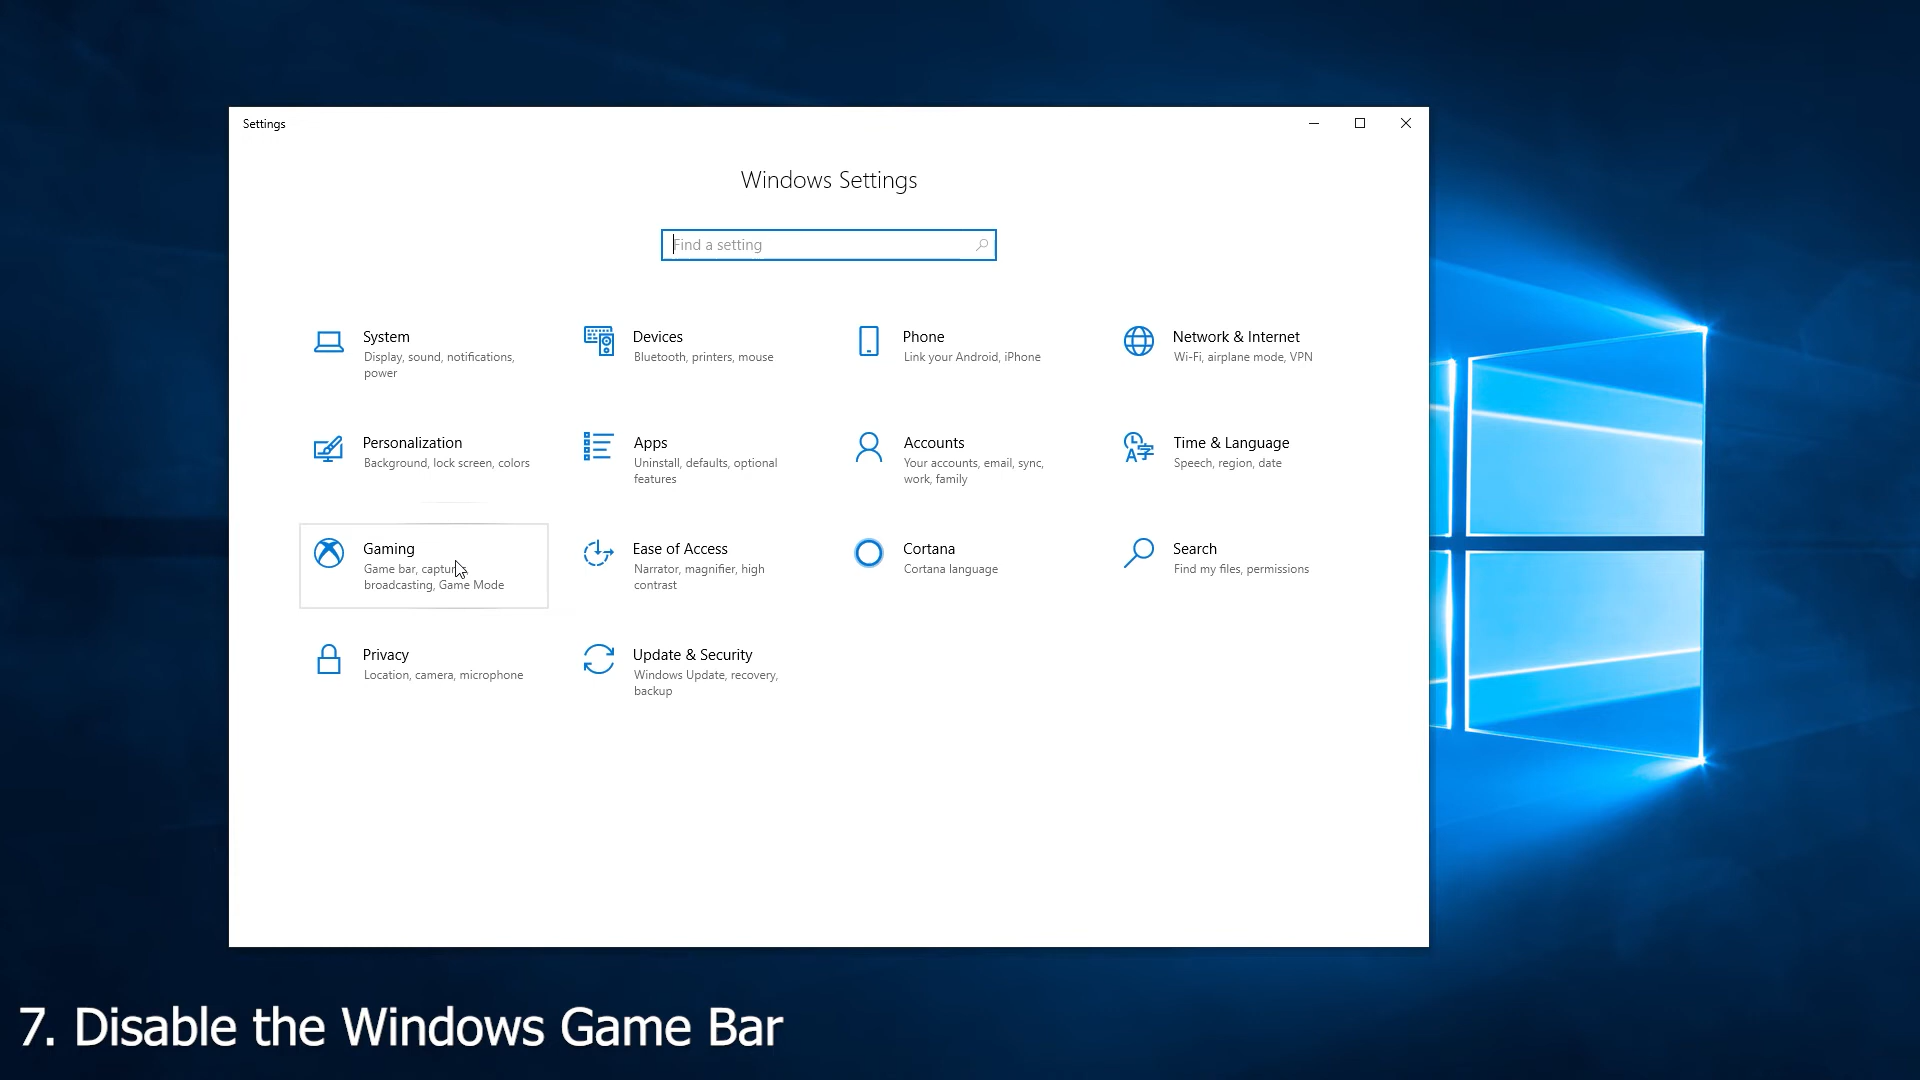 Settings
Windows Settings
Find a setting
System
Display, sound, notifications,
power
Devices
Bluetooth, printers, mouse
Phone
Link your Android, iPhone
Network & Internet
Wi-Fi, airplane mode, VPN
Personalization
Background, lock screen, colors
Apps
Uninstall, defaults, optional
features
Accounts
Your accounts, email, sync,
work, family
Time & Language
Speech, region, date
Gaming
Game bar, captures,
broadcasting, Game Mode
Ease of Access
Narrator, magnifier, high
contrast
Cortana
Cortana language
Search
Find my files, permissions
Privacy
Location, camera, microphone
Update & Security
Windows Update, recovery,
backup
7. Disable the Windows Game Bar